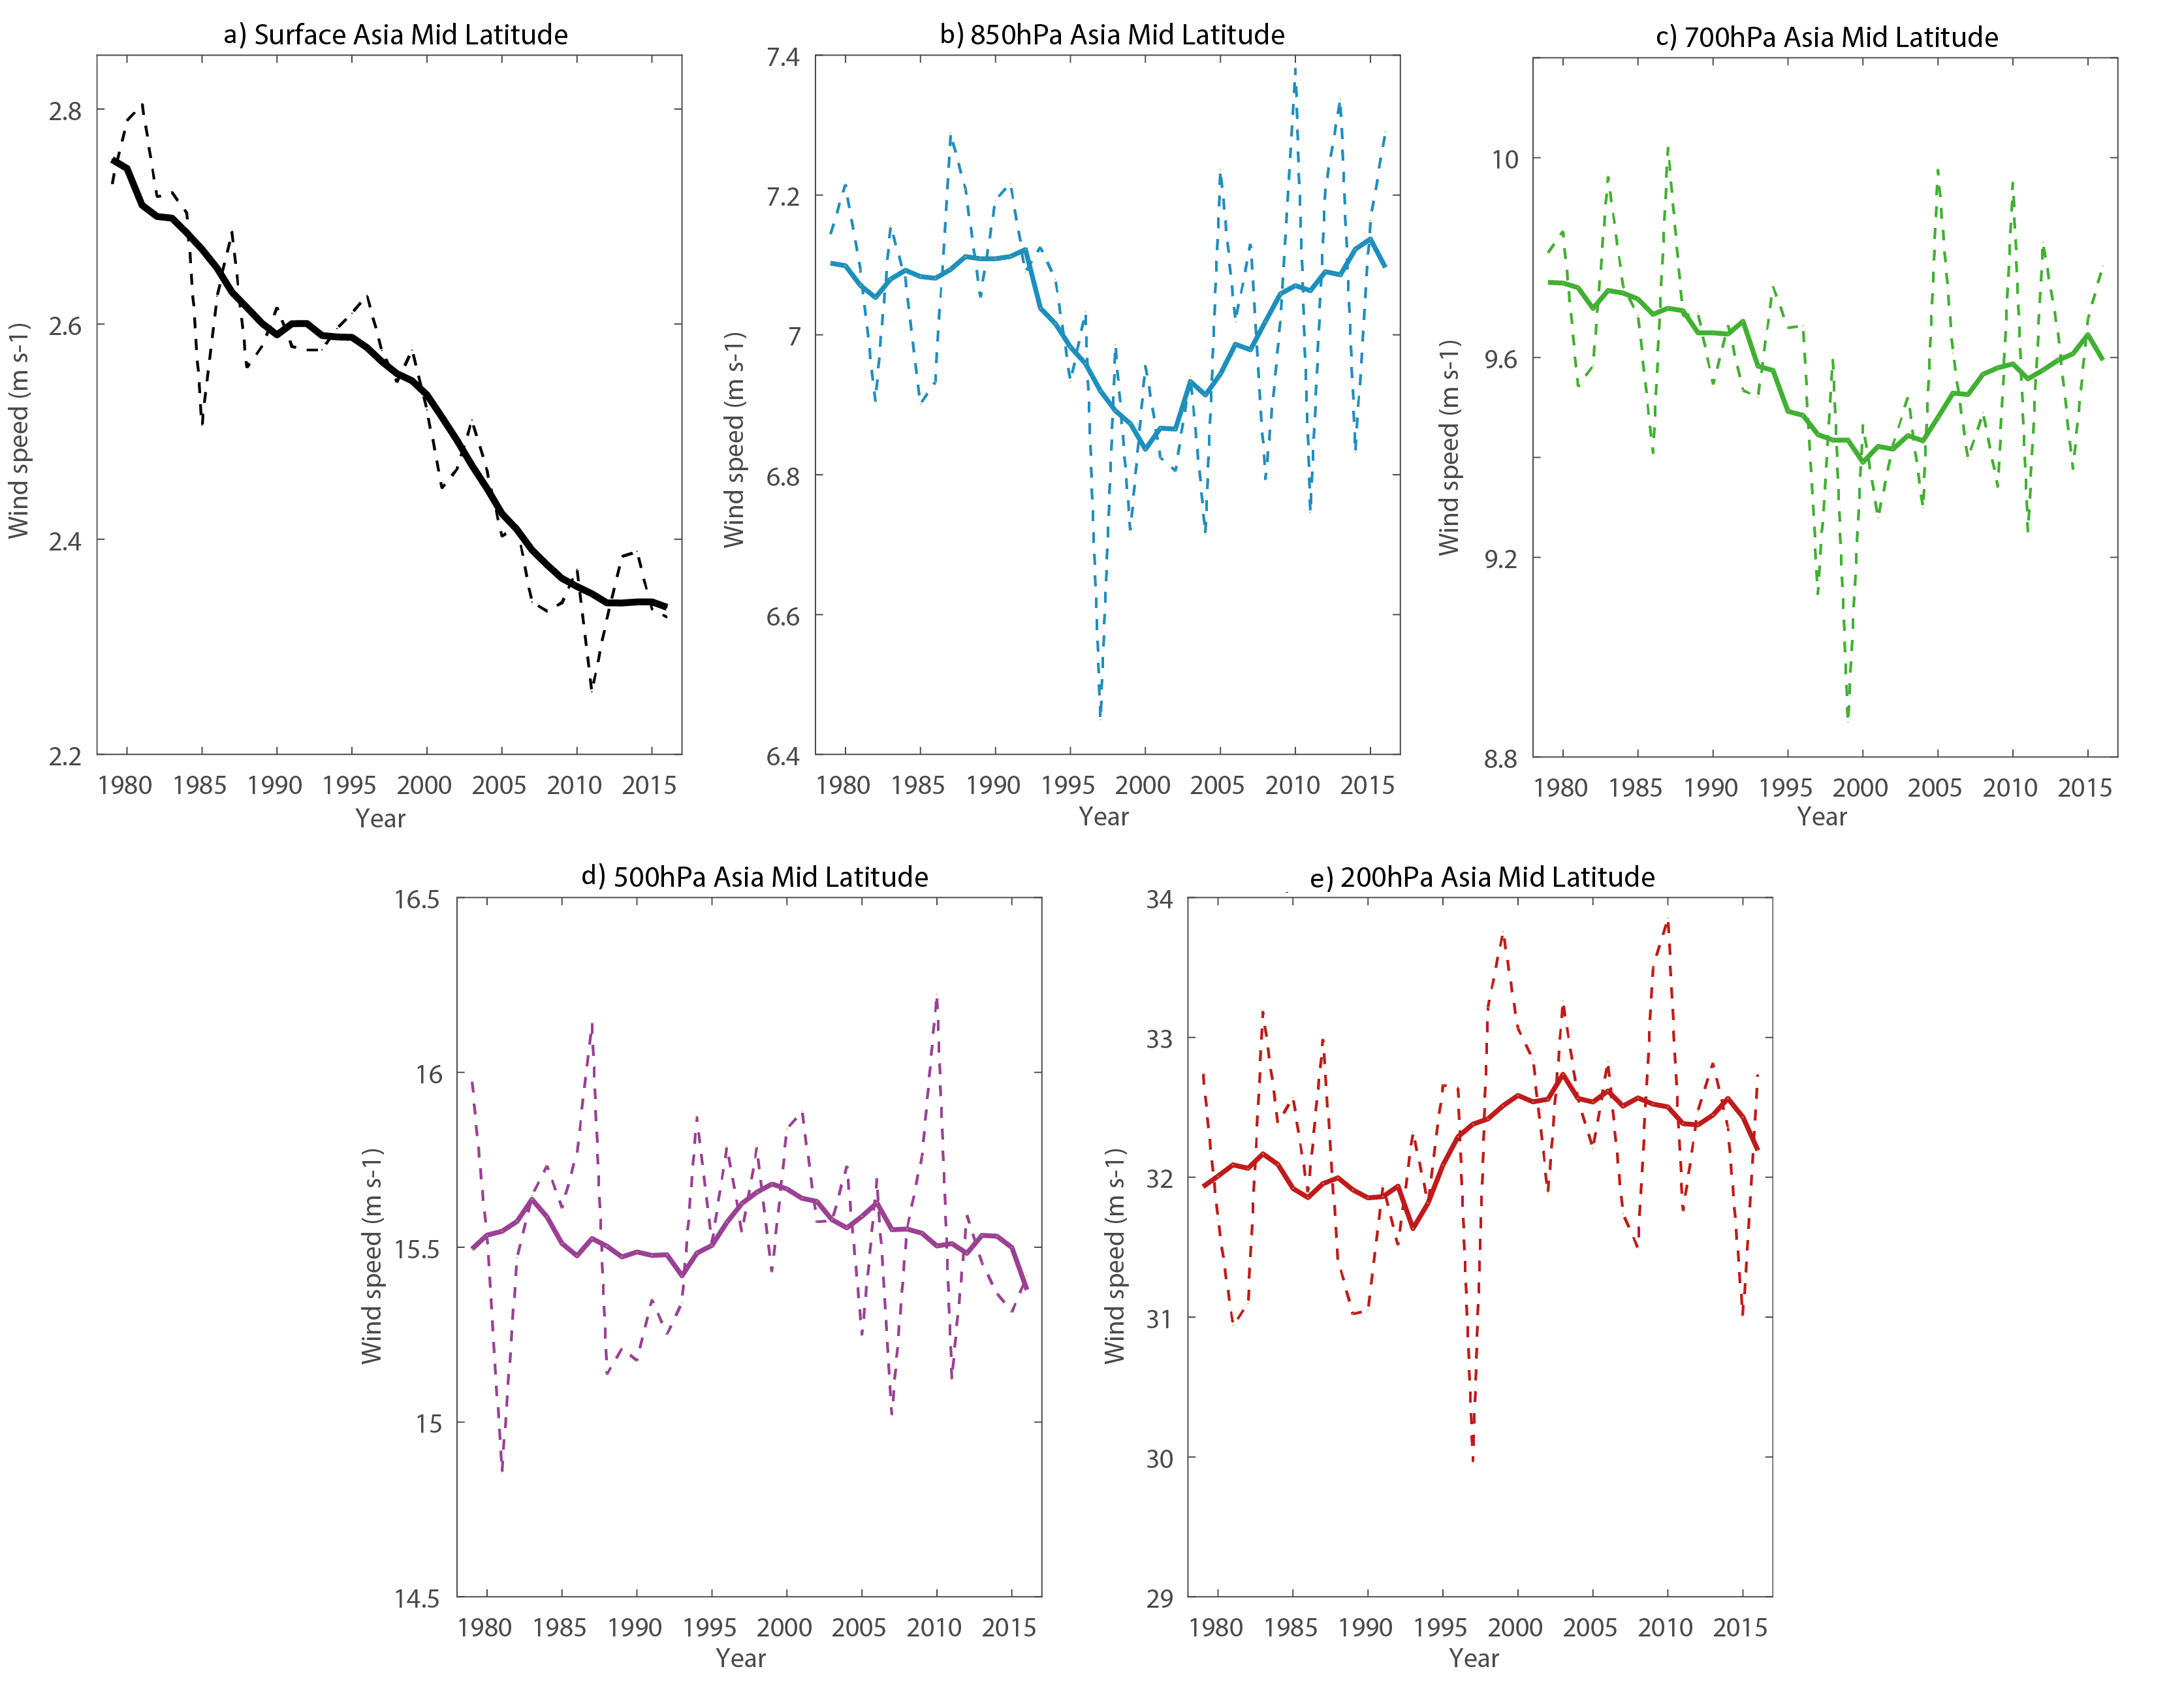 a) Surface Asia Mid Latitude
2.8
2.6
2.4
2.2
Wind speed (m s-1)
1980 1985 1990 1995 2000 2005 2010 2015
Year
b) 850hPa Asia Mid Latitude
7.4
7.2
7
6.8
6.6
6.4
Wind speed (m s-1)
1980 1985 1990 1995 2000 2005 2010 2015
Year
c) 700hPa Asia Mid Latitude
10
9.6
9.2
8.8
Wind speed (m s-1)
1980 1985 1990 1995 2000 2005 2010 2015
Year
d) 500hPa Asia Mid Latitude
16.5
16
15.5
15
14.5
Wind speed (m s-1)
1980 1985 1990 1995 2000 2005 2010 2015
Year
e) 200hPa Asia Mid Latitude
34
33
32
31
30
29
Wind speed (m s-1)
1980 1985 1990 1995 2000 2005 2010 2015
Year